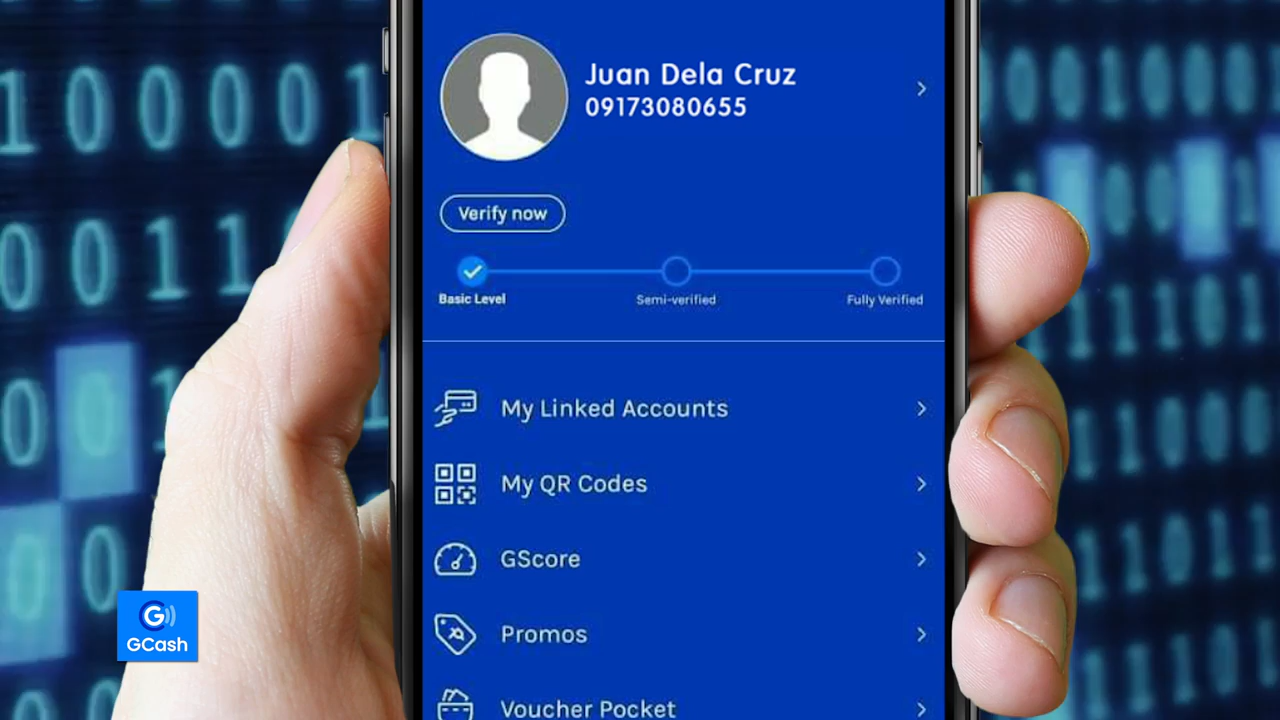 Juan Dela Cruz
09173080655
Verify now
Basic Level
Semi-verified
Fully Verified
My Linked Accounts
My QR Codes
GScore
Promos
Voucher Pocket
GCash